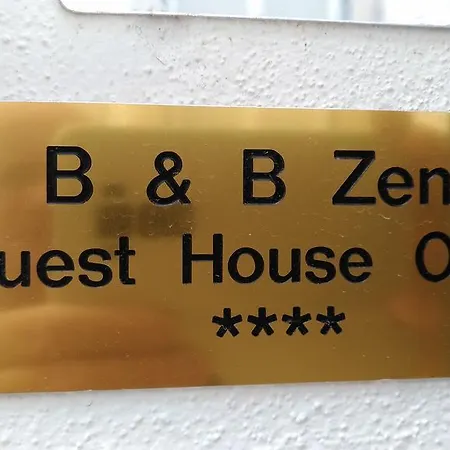 B & B Zen
uest House O
****